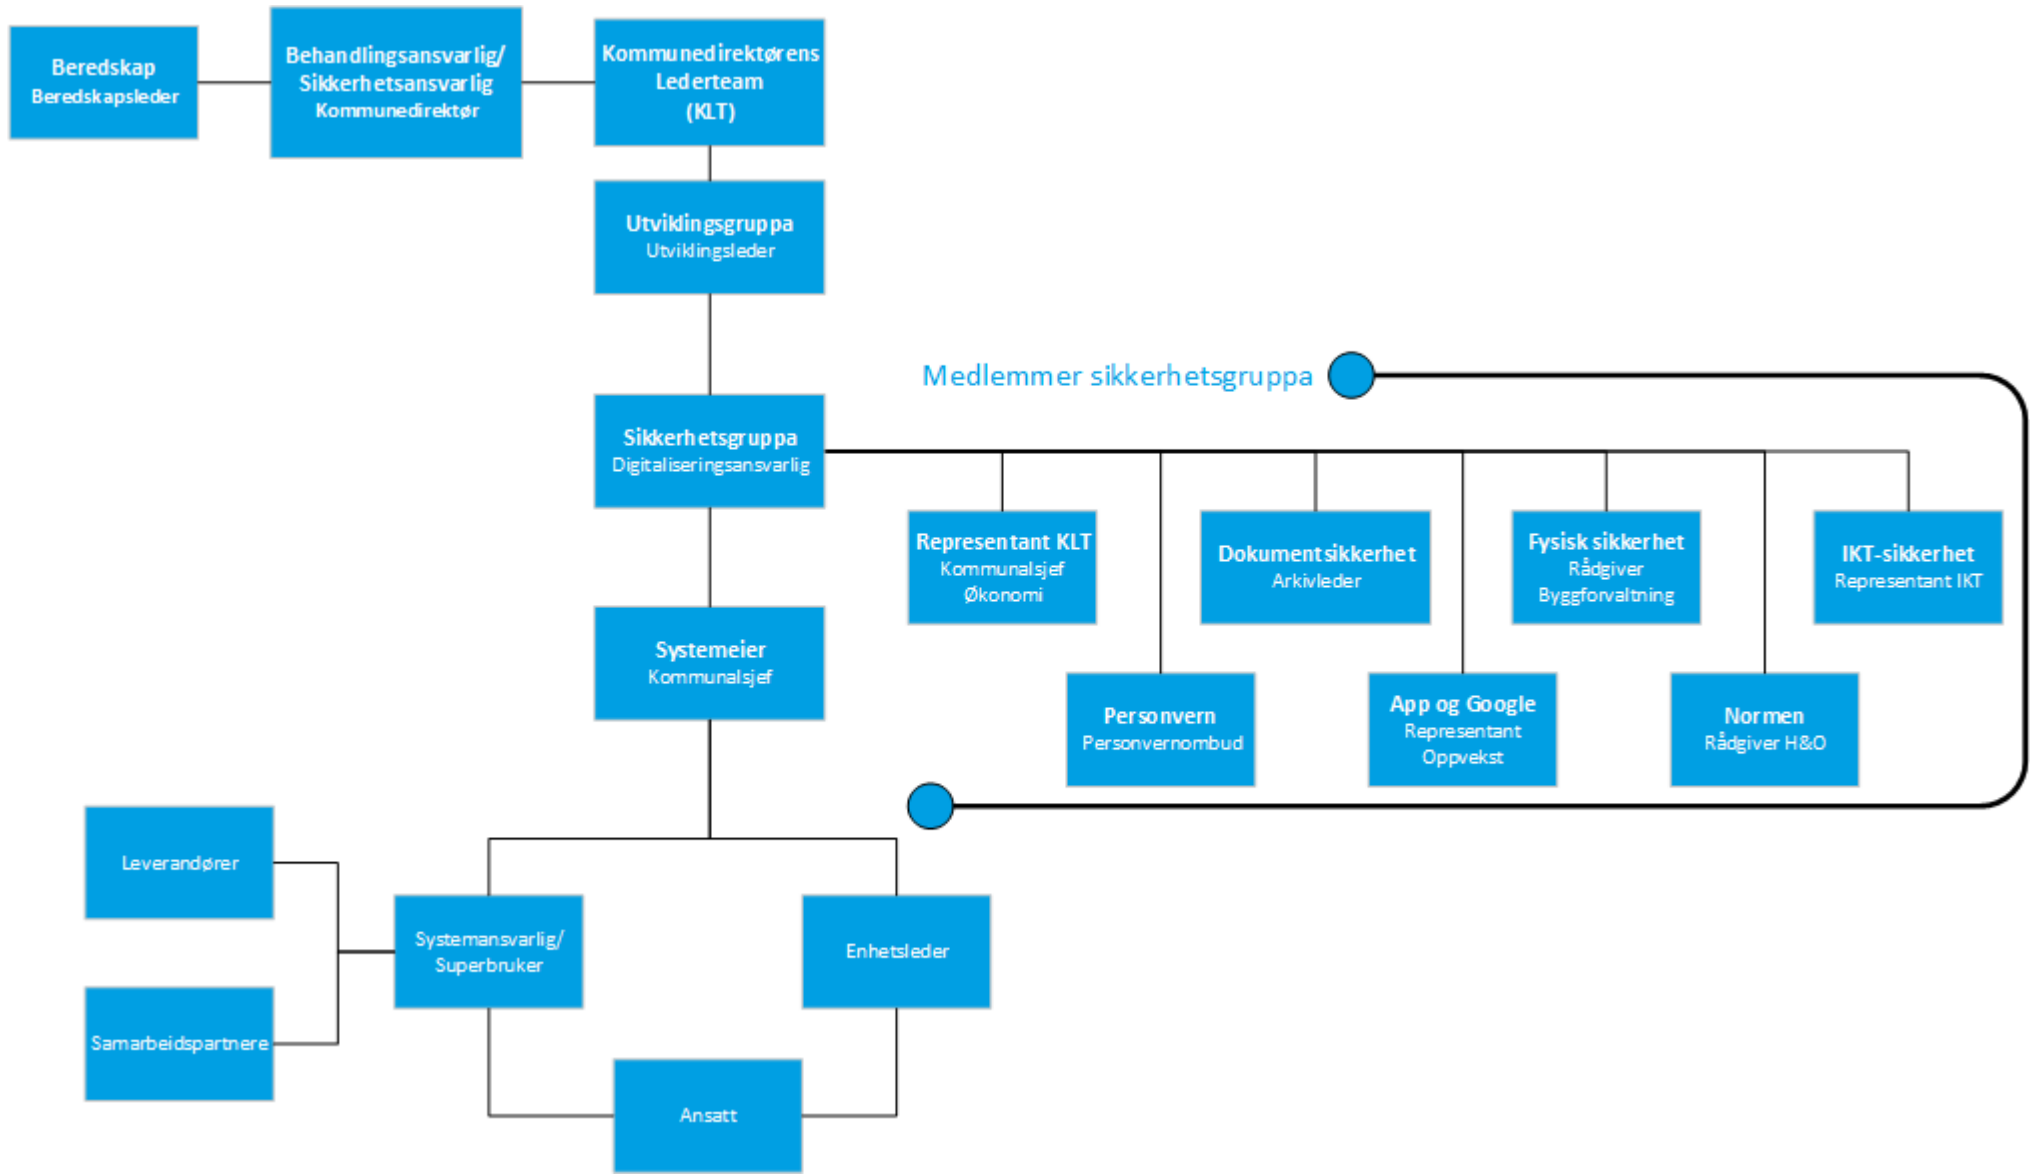 Beredskap
Beredskapsleder
Behandlingsansvarlig/
Sikkerhetsansvarlig
Kommunedirektør
Kommunedirektørens
Lederteam
(KLT)
Utviklingsgruppa
Utviklingsleder
Medlemmer sikkerhetsgruppa
Sikkerhetsgruppa
Digitaliseringsansvarlig
Representant KLT
Kommunalsjef
Økonomi
Dokumentsikkerhet
Arkivleder
Fysisk sikkerhet
Rådgiver
Byggforvaltning
IKT-sikkerhet
Representant IKT
Systemeier
Kommunalsjef
Personvern
Personvernombud
App og Google
Representant
Oppvekst
Normen
Rådgiver H&O
Leverandører
Systemansvarlig/
Superbruker
Enhetsleder
Samarbeidspartnere
Ansatt